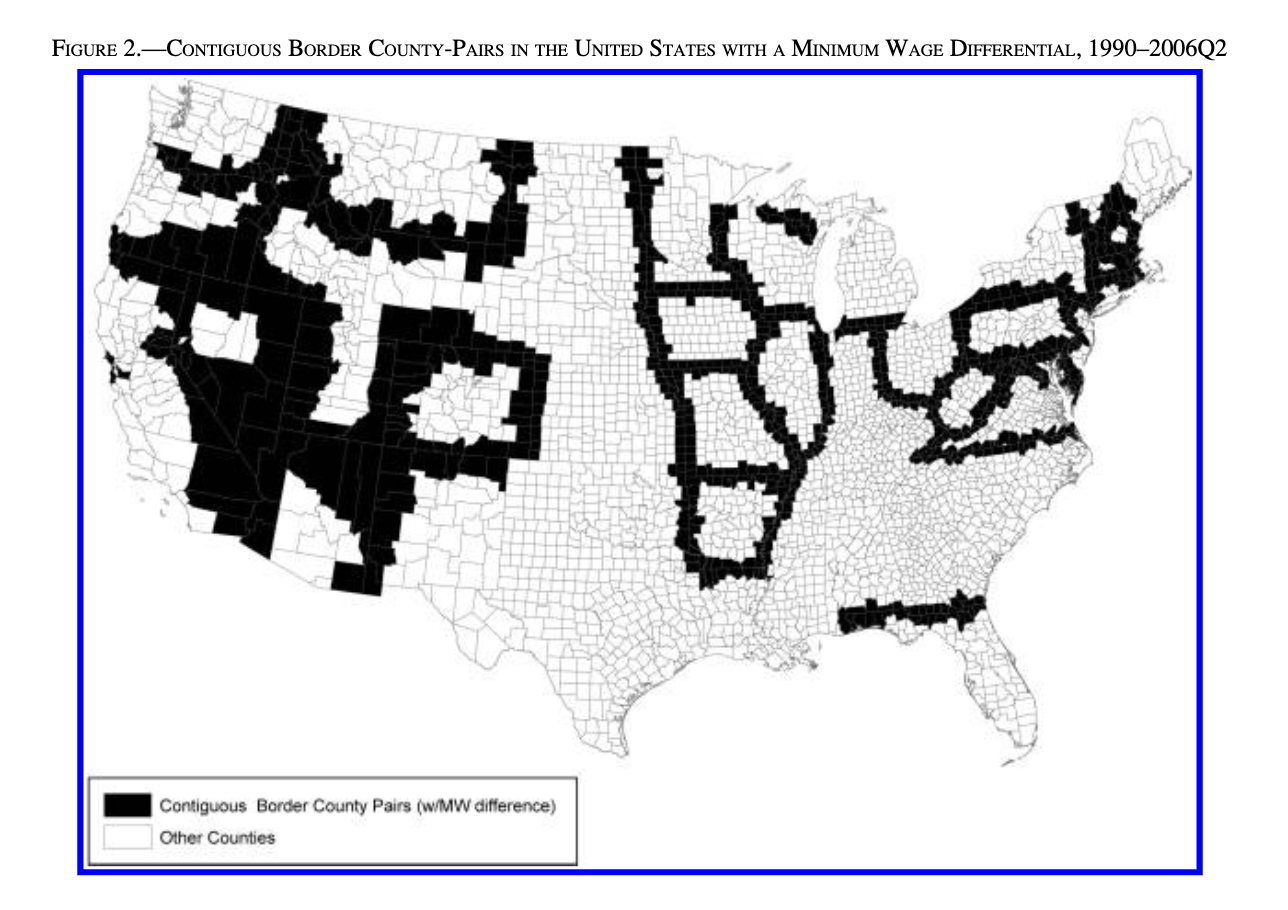 FIGURE 2.—CONTIGUOUS BORDER COUNTY-PAIRS IN THE UNITED STATES WITH A MINIMUM WAGE DIFFERENTIAL, 1990–2006Q2
Contiguous Border County Pairs (w/MW difference)
Other Counties